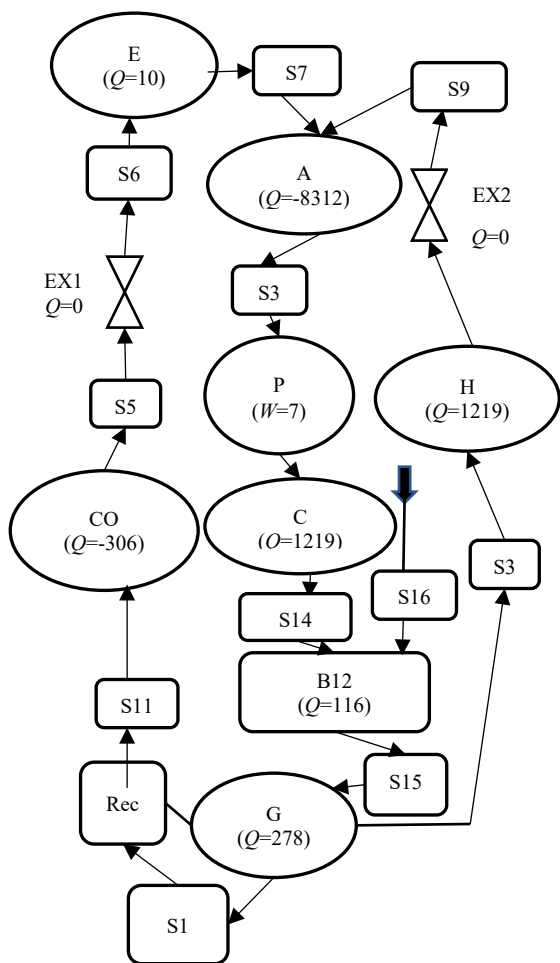 E
(Q=10)
S7
S9
S6
A
(Q=-8312)
EX2
Q=0
EX1
Q=0
S3
S5
P
(W=7)
H
(Q=1219)
CO
(Q=-306)
C
(O=1219)
S3
S14
S16
B12
(Q=116)
S11
S15
Rec
G
(Q=278)
S1